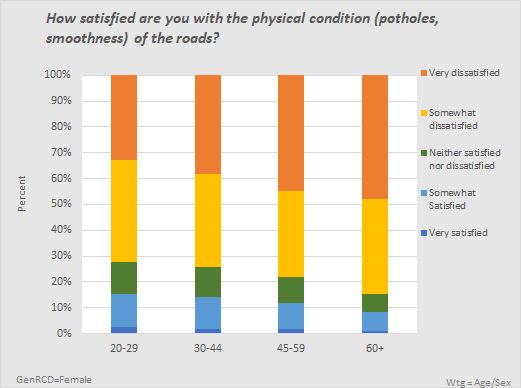 How satisfied are you with the physical condition (potholes,
smoothness) of the roads?
100%
90%
80%
70%
60%
50%
40%
30%
20%
10%
0%
Percent
20-29
30-44
45-59
60+
Very dissatisfied
Somewhat
dissatisfied
Neither satisfied
nor dissatisfied
Somewhat
Satisfied
Very satisfied
GenRCD=Female
Wtg = Age/Sex